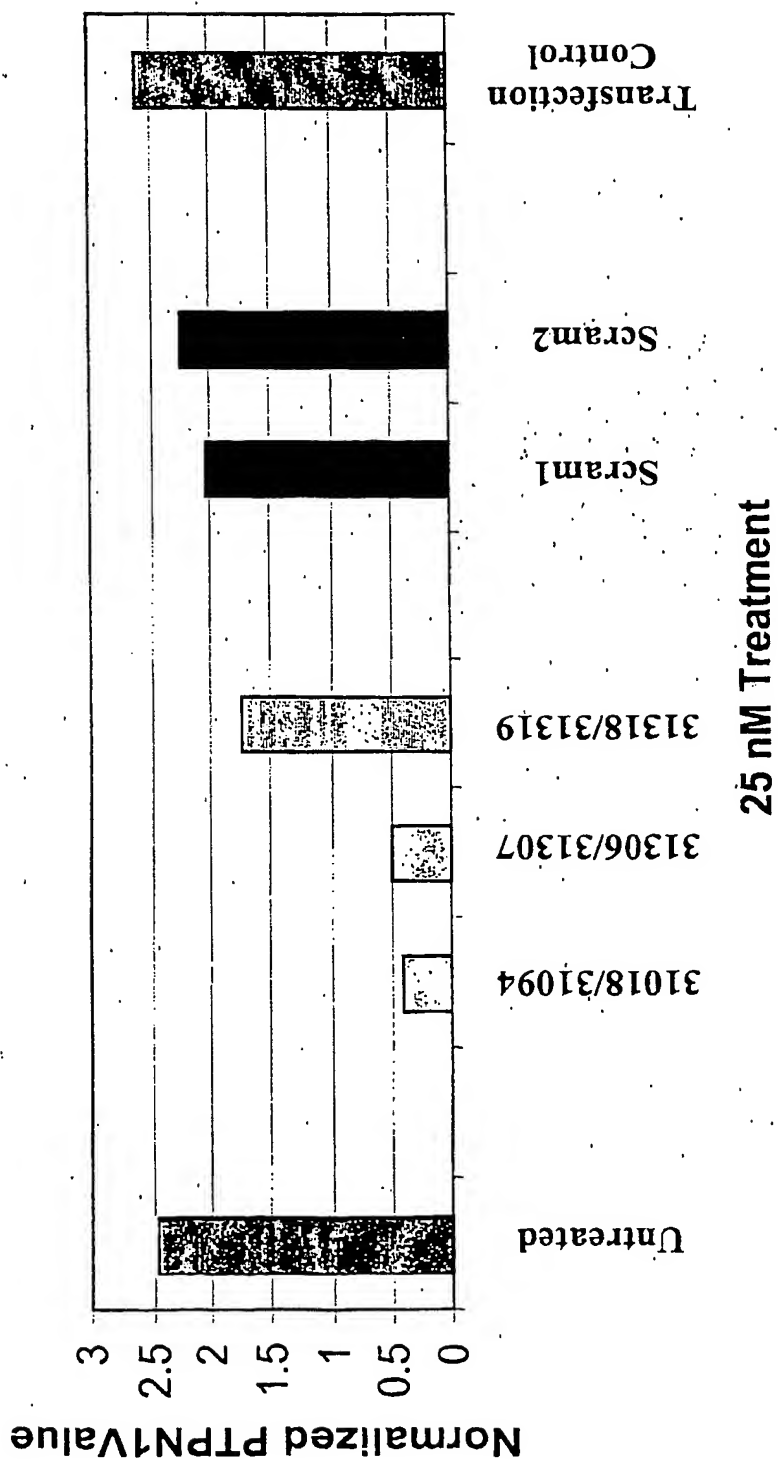 Normalized PTPN1Value
3
2.5
2
1.5
1
0.5
0
Untreated
31018/31094
31306/31307
31318/31319
Scram1
Scram2
Transfection
Control
25 nM Treatment